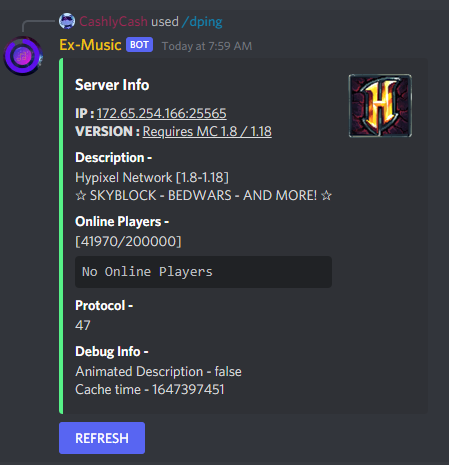 CashlyCash used /dping
Ex-Music BOT Today at 7:59 AM
Server Info
H
IP : 172.65.254.166:25565
VERSION : Requires MC 1.8 / 1.18
Description -
Hypixel Network [1.8-1.18]
☆ SKYBLOCK - BEDWARS - AND MORE! ☆
Online Players -
[41970/200000]
No Online Players
Protocol -
47
Debug Info -
Animated Description - false
Cache time - 1647397451
REFRESH